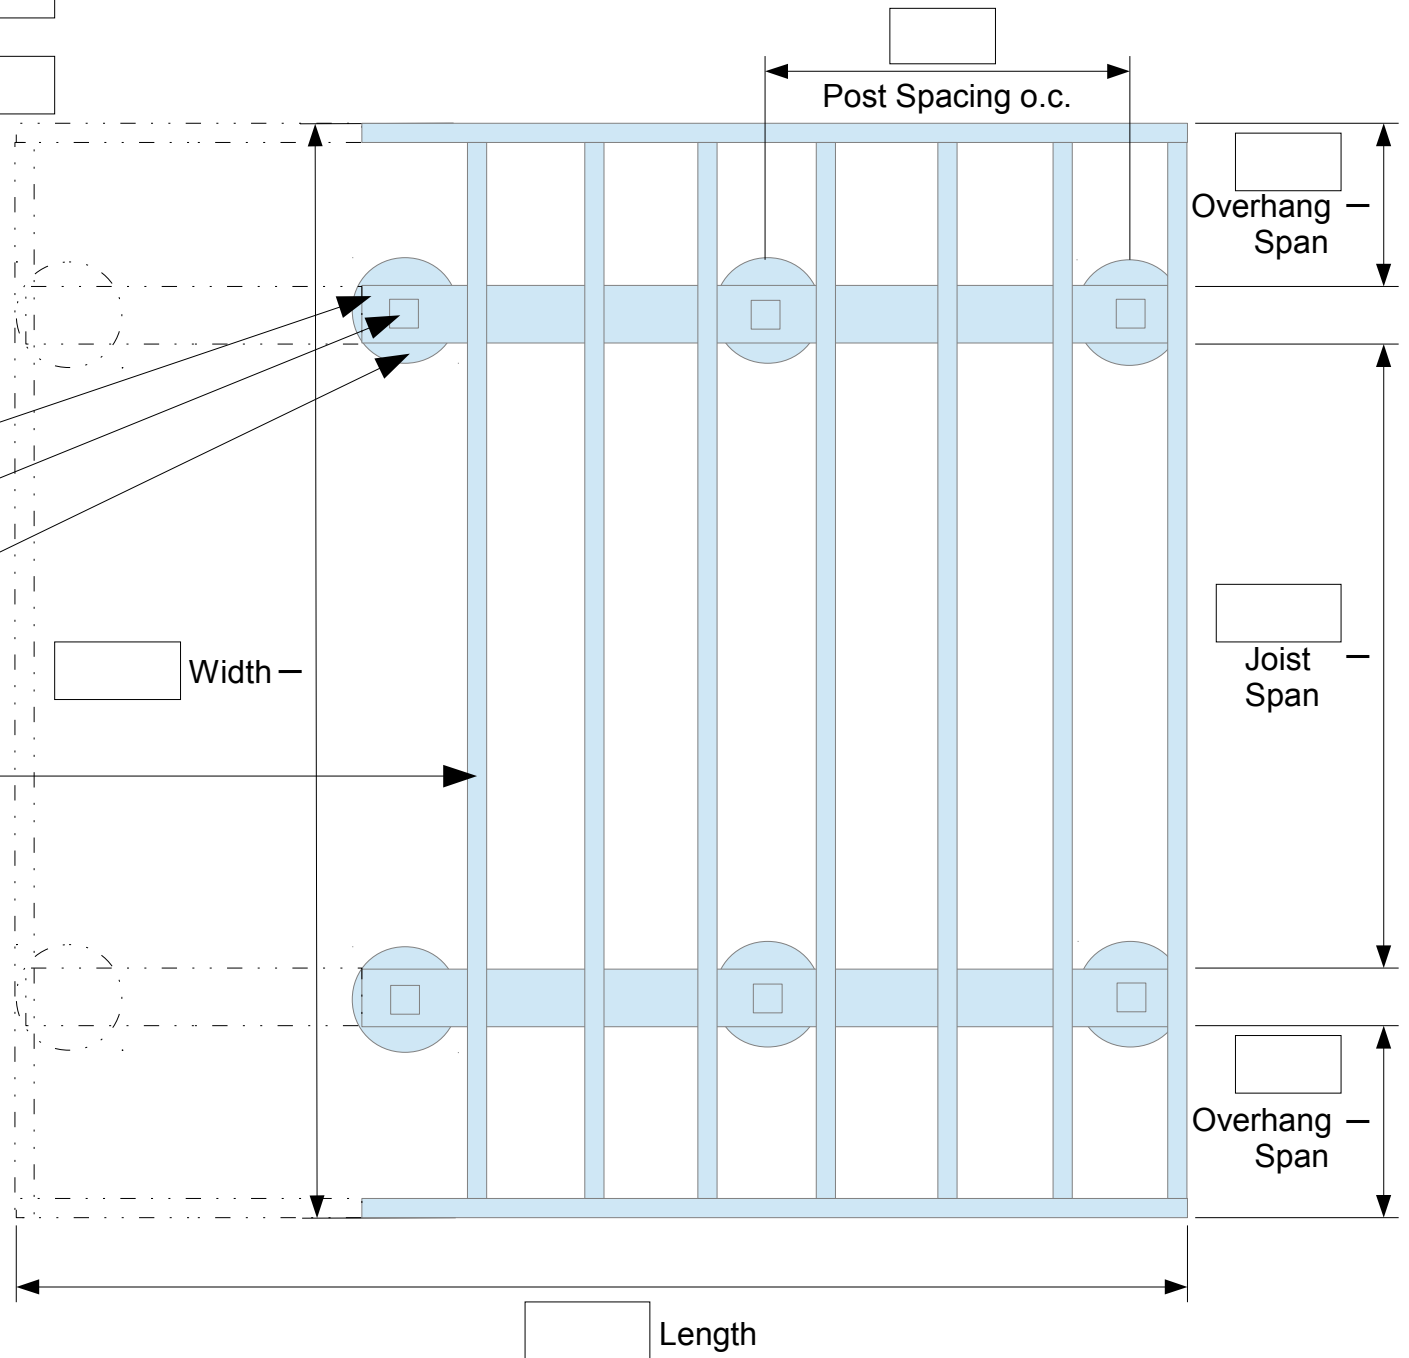 Post Spacing o.c.
Overhang
Span
Width
Joist
Span
Overhang
Span
Length